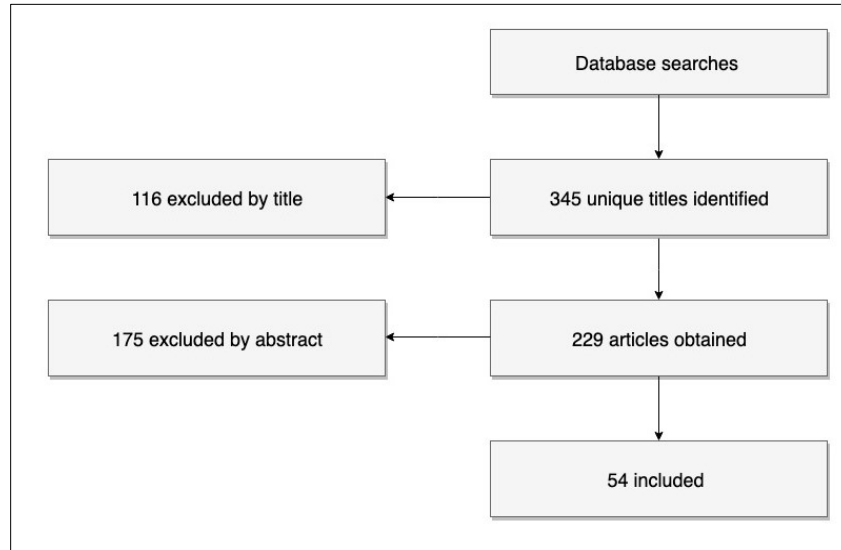 Database searches
116 excluded by title
345 unique titles identified
175 excluded by abstract
229 articles obtained
54 included